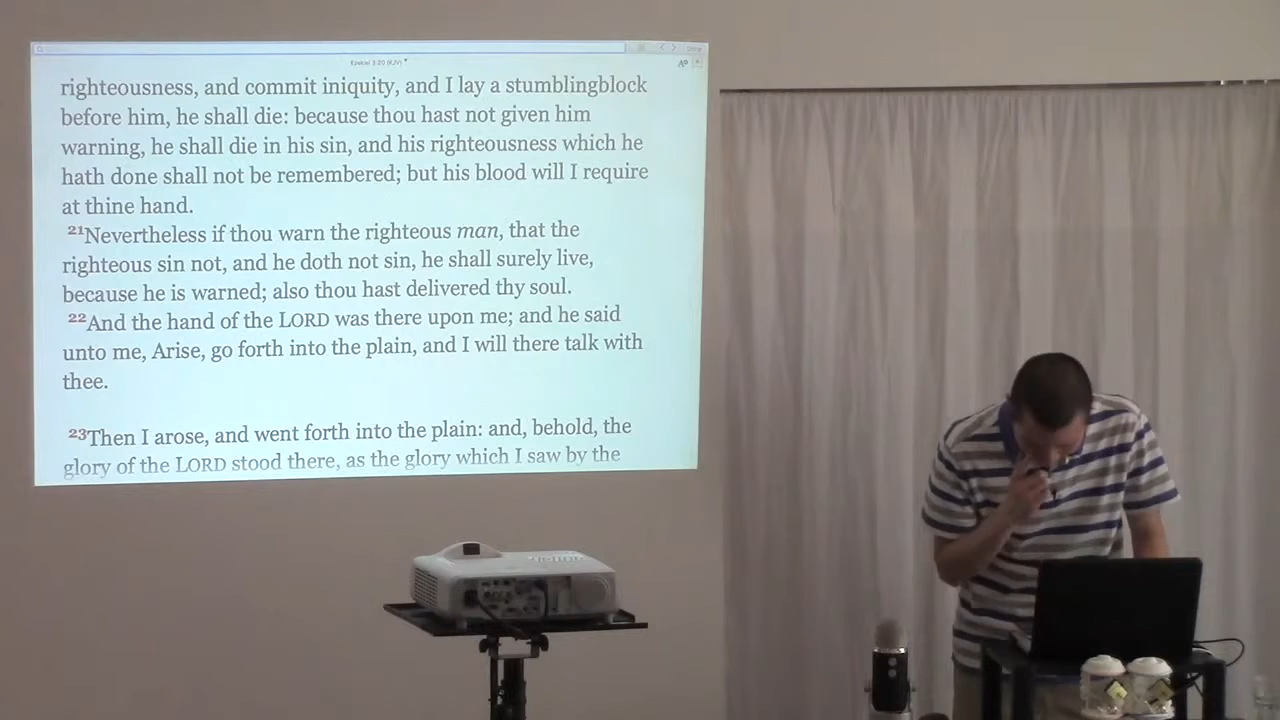 Ezekiel 3:20 (KJV)
righteousness, and commit iniquity, and I lay a stumblingblock
before him, he shall die: because thou hast not given him
warning, he shall die in his sin, and his righteousness which he
hath done shall not be remembered; but his blood will I require
at thine hand.
21Nevertheless if thou warn the righteous man, that the
righteous sin not, and he doth not sin, he shall surely live,
because he is warned; also thou hast delivered thy soul.
22And the hand of the LORD was there upon me; and he said
unto me, Arise, go forth into the plain, and I will there talk with
thee.
23Then I arose, and went forth into the plain: and, behold, the
glory of the LORD stood there, as the glory which I saw by the